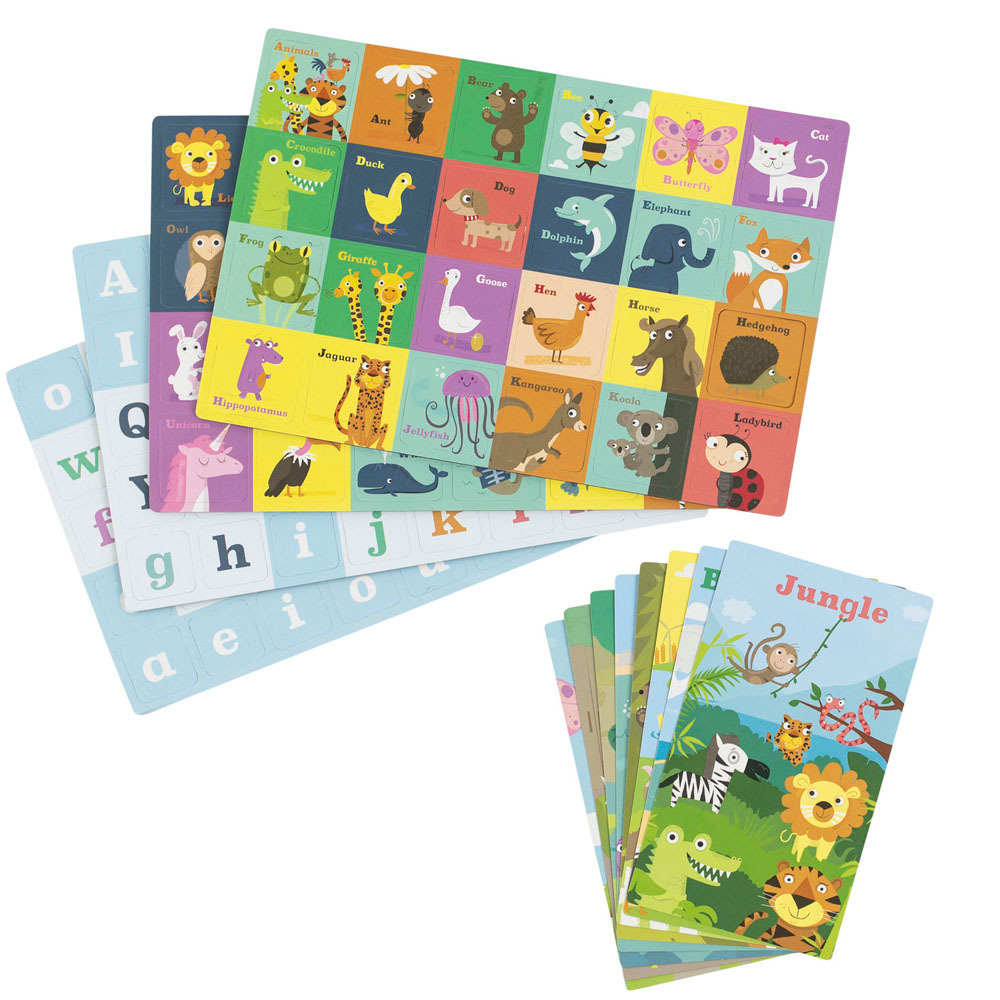 Animals
Ant
Bear
Bee
Butterfly
Cat
Crocodile
Duck
Dog
Dolphin
Elephant
Fox
Frog
Giraffe
Goose
Hen
Horse
Hedgehog
Hippopotamus
Jaguar
Jellyfish
Kangaroo
Koala
Ladybird
Owl
Unicorn
A
I
Q
Y
g h i j k
o
w
f
a e i o u
Jungle